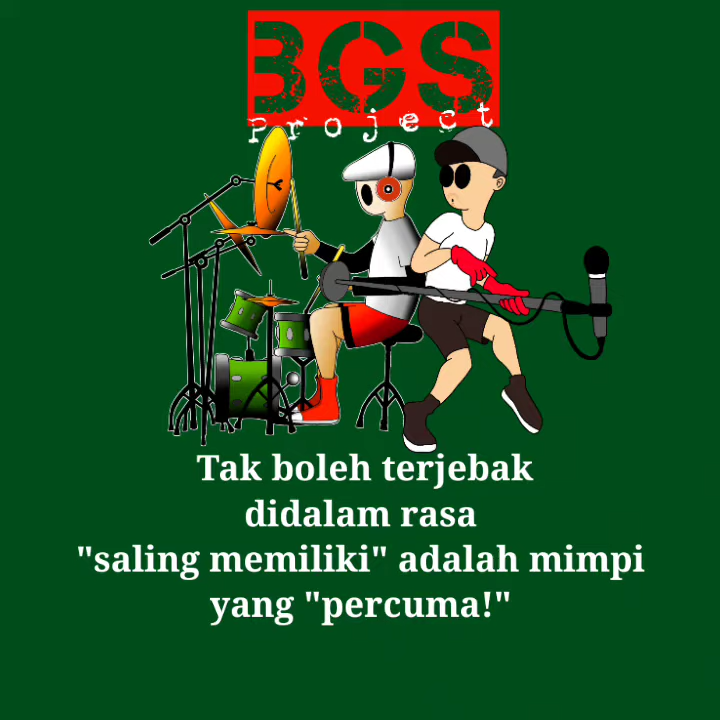 BGS
Project
Tak boleh terjebak
didalam rasa
"saling memiliki" adalah mimpi
yang "percuma!"